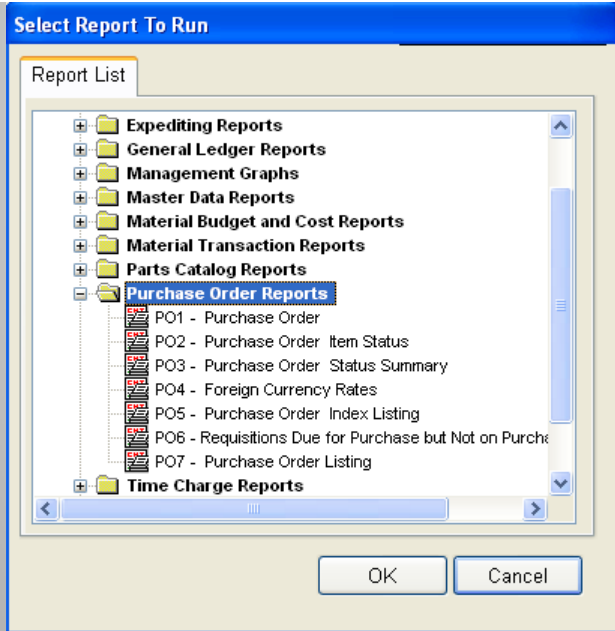 Select Report To Run
Report List
Expediting Reports
General Ledger Reports
Management Graphs
Master Data Reports
Material Budget and Cost Reports
Material Transaction Reports
Parts Catalog Reports
Purchase Order Reports
PO1 - Purchase Order
PO2 - Purchase Order Item Status
PO3 - Purchase Order Status Summary
PO4 - Foreign Currency Rates
PO5 - Purchase Order Index Listing
PO6 - Requisitions Due for Purchase but Not on Purcha
PO7 - Purchase Order Listing
Time Charge Reports
OK Cancel